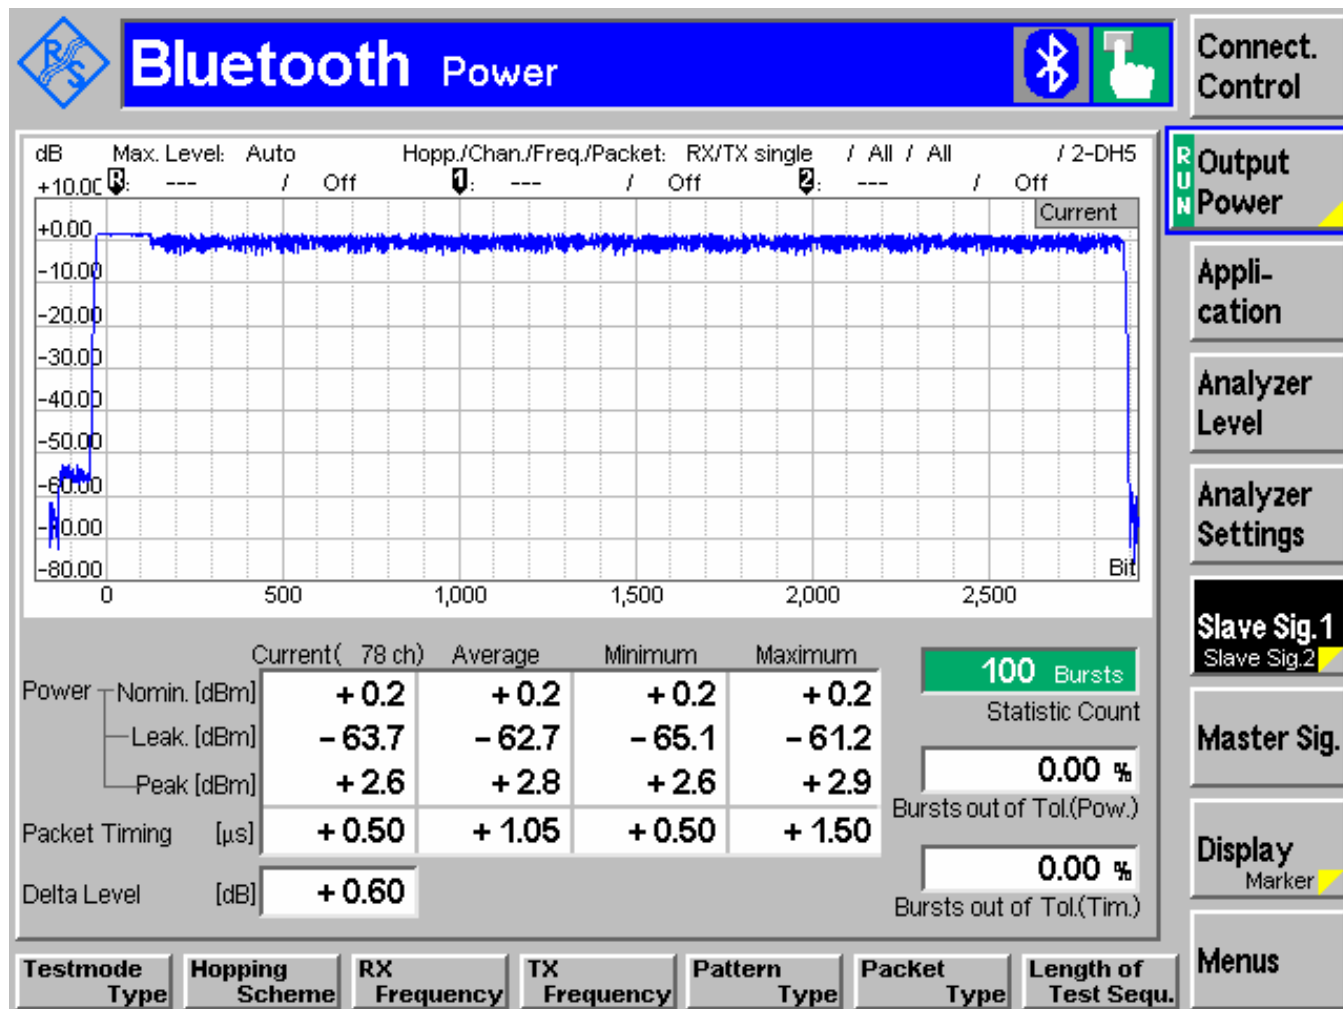 R S
Bluetooth Power
Connect. Control
dB Max. Level: Auto Hopp./Chan./Freq./Packet: RX/TX single / All / All / 2-DH5
+10.00 R: --- / Off 1: --- / Off 2: --- / Off
Current
+0.00
-10.00
-20.00
-30.00
-40.00
-50.00
-60.00
-80.00
Bit
0 500 1,000 1,500 2,000 2,500
RUN
Output Power
Appli-
cation
Analyzer
Level
Analyzer
Settings
Slave Sig.1
Slave Sig.2
Master Sig.
Display
Marker
Menus
Current( 78 ch) Average Minimum Maximum
Power Nomin. [dBm] +0.2 +0.2 +0.2 +0.2
Leak. [dBm] -63.7 -62.7 -65.1 -61.2
Peak [dBm] +2.6 +2.8 +2.6 +2.9
Packet Timing [µs] +0.50 +1.05 +0.50 +1.50
Delta Level [dB] +0.60
100 Bursts
Statistic Count
0.00 %
Bursts out of Tol.(Pow.)
0.00 %
Bursts out of Tol.(Tim.)
Testmode Type
Hopping Scheme
RX Frequency
TX Frequency
Pattern Type
Packet Type
Length of Test Sequ.